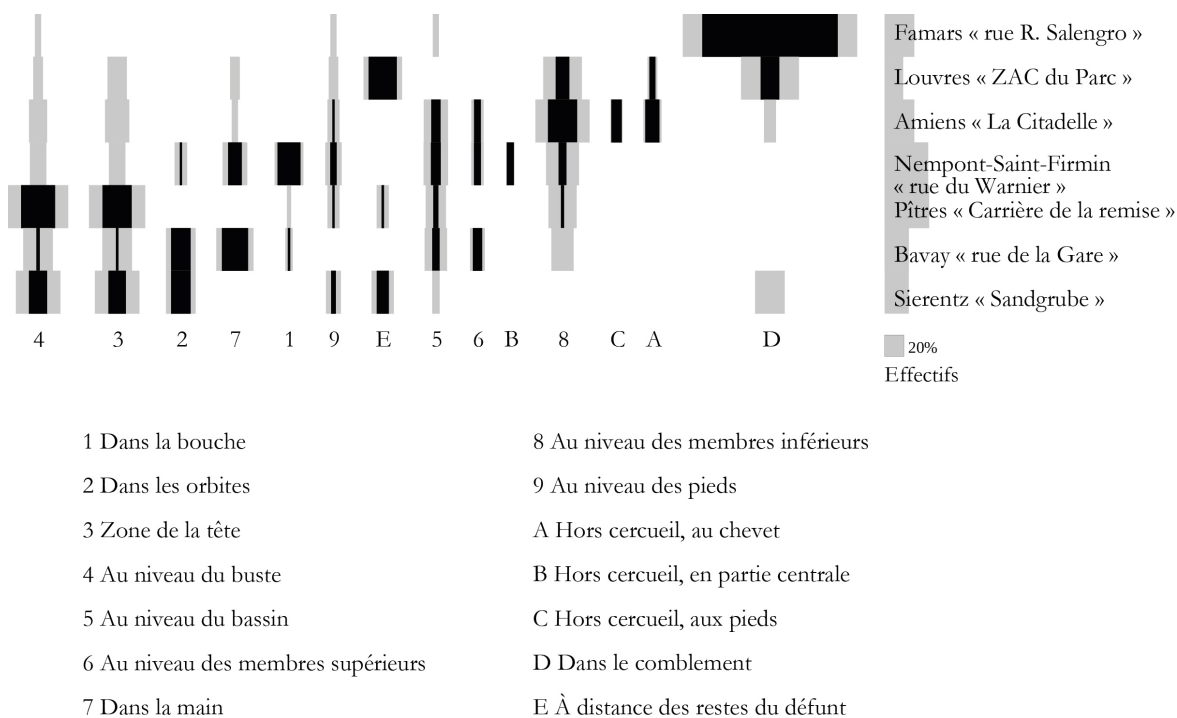 Famars « rue R. Salengro »
Louvres « ZAC du Parc »
Amiens « La Citadelle »
Nempont-Saint-Firmin
« rue du Warnier »
Pîtres « Carrière de la remise »
Bavay « rue de la Gare »
Sierentz « Sandgrube »
4 3 2 7 1 9 E 5 6 B 8 C A D
20%
Effectifs
1 Dans la bouche
2 Dans les orbites
3 Zone de la tête
4 Au niveau du buste
5 Au niveau du bassin
6 Au niveau des membres supérieurs
7 Dans la main
8 Au niveau des membres inférieurs
9 Au niveau des pieds
A Hors cercueil, au chevet
B Hors cercueil, en partie centrale
C Hors cercueil, aux pieds
D Dans le comblement
E À distance des restes du défunt